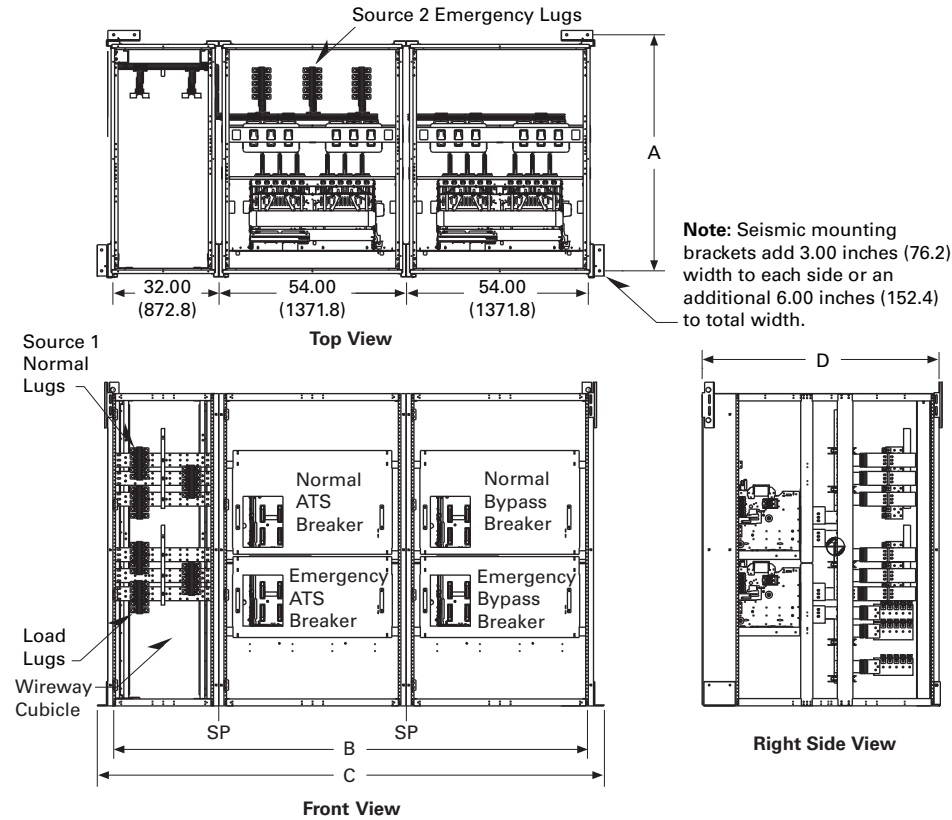 Source 2 Emergency Lugs
A
Note: Seismic mounting
brackets add 3.00 inches (76.2)
width to each side or an
additional 6.00 inches (152.4)
to total width.
32.00
(872.8)
54.00
(1371.8)
54.00
(1371.8)
Top View
Source 1
Normal
Lugs
Normal
ATS
Breaker
Normal
Bypass
Breaker
Emergency
ATS
Breaker
Emergency
Bypass
Breaker
Load
Lugs
Wireway
Cubicle
SP
SP
B
C
Front View
D
Right Side View